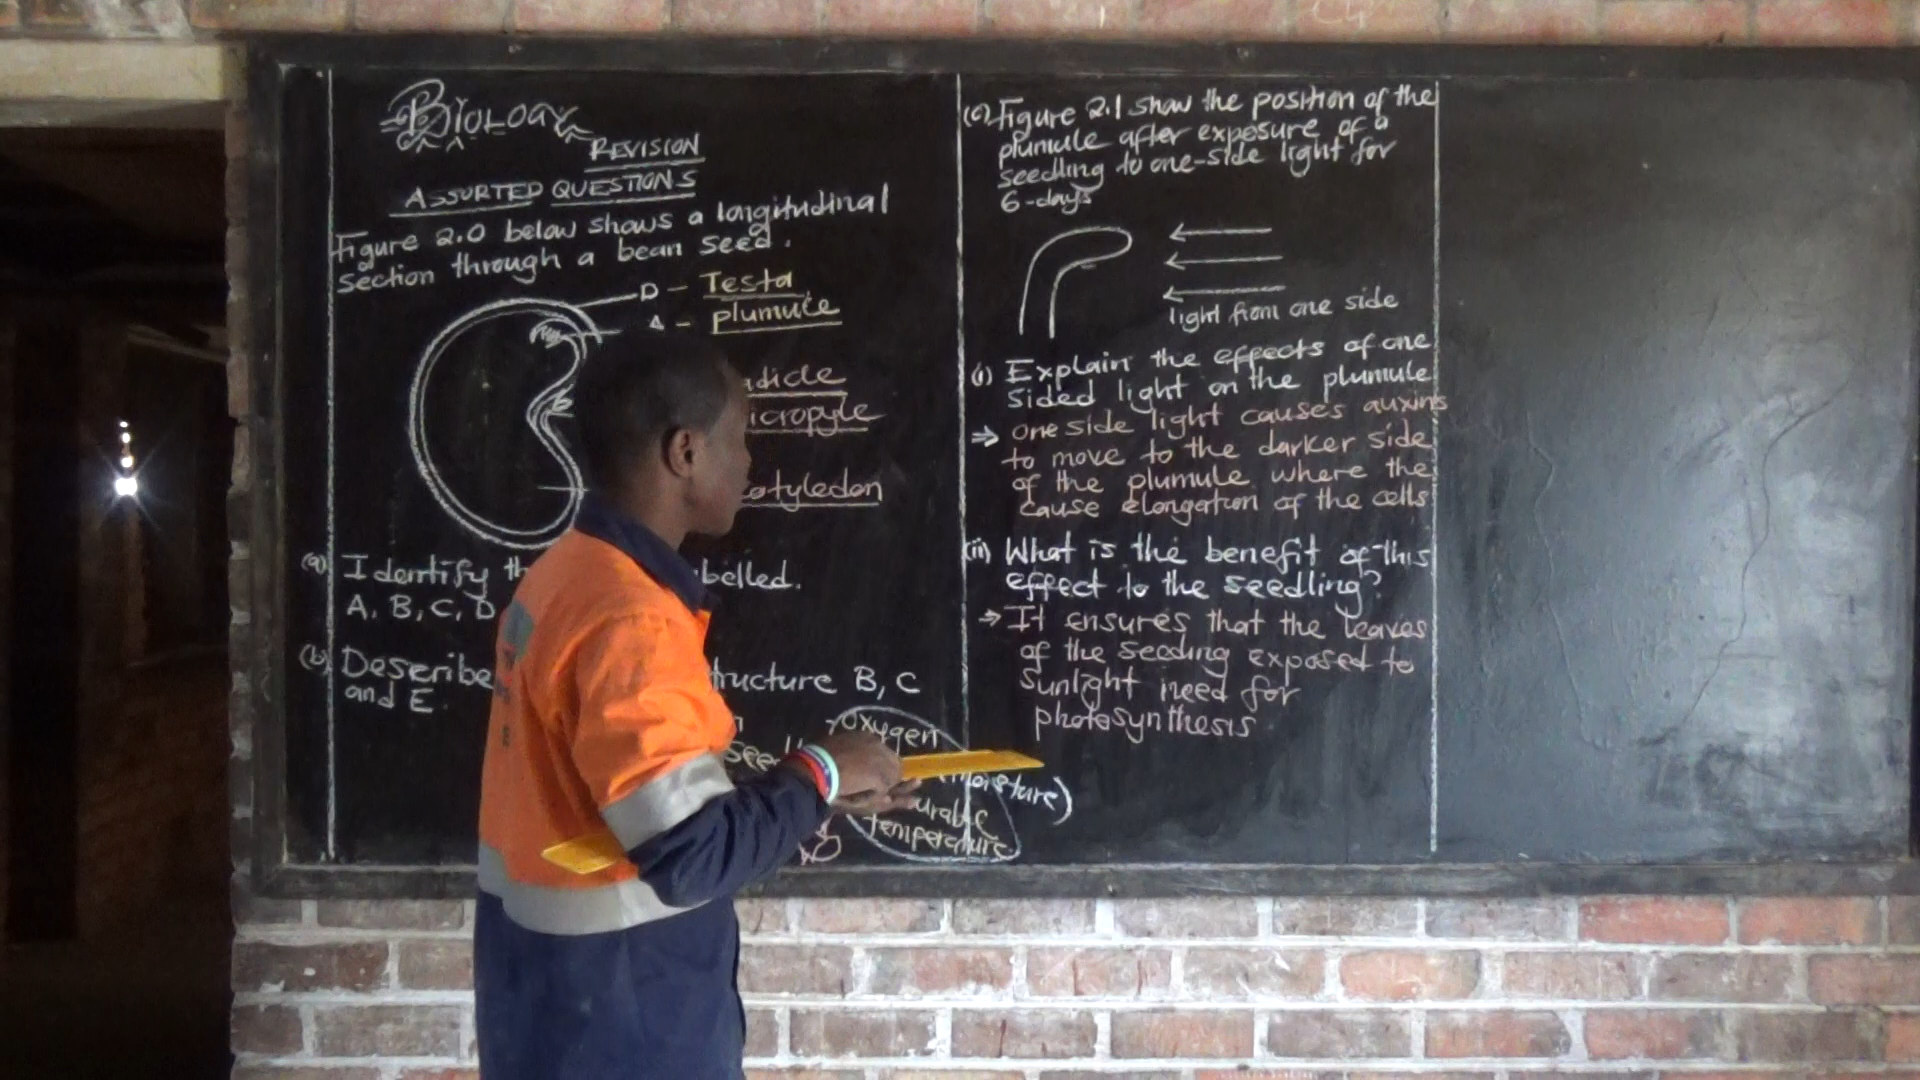 BIOLOGY
REVISION
ASSORTED QUESTIONS
Figure 2.0 below shows a longitudinal
section through a bean seed.
D - Testa
A - plumule
adicle
icropyle
otyledon
(a) Identify th belled.
A, B, C, D
(b) Describe tructure B, C
and E.
oxygen
(moisture)
urable
temperature
(c) Figure 2.1 show the position of the
plumule after exposure of a
seedling to one-side light for
6-days
light from one side
(i) Explain the effects of one
sided light on the plumule
⇒ one side light causes auxins
to move to the darker side
of the plumule where the
cause elongation of the cells
(ii) What is the benefit of this
effect to the seedling?
⇒ It ensures that the leaves
of the seeding exposed to
sunlight need for
photosynthesis.